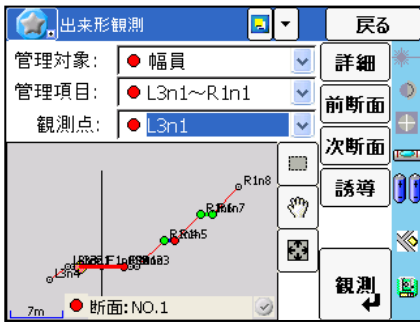 出来形観測
戻る
管理対象: 幅員
詳細
管理項目: L3n1～R1n1
前断面
観測点: L3n1
次断面
誘導
R1n8
L3n4
7m
断面:NO.1
観測